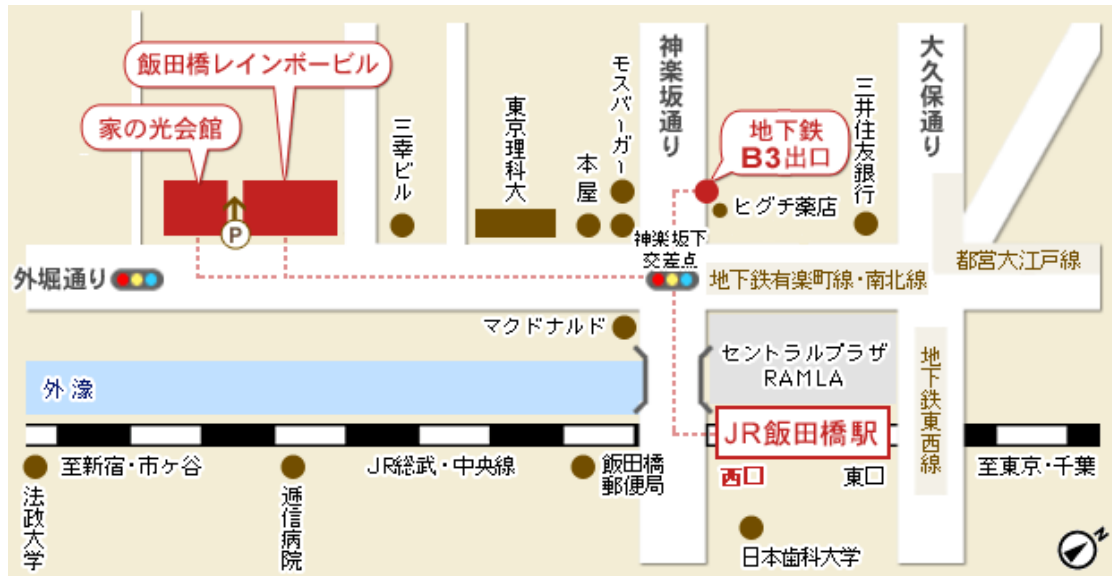 飯田橋レインボービル
家の光会館
P
三幸ビル
東京理科大
本屋
モスバーガー
神楽坂通り
地下鉄
B3出口
ヒグチ薬店
三井住友銀行
大久保通り
外堀通り
神楽坂下
交差点
地下鉄有楽町線・南北線
都営大江戸線
マクドナルド
セントラルプラザ
RAMLA
地下鉄東西線
外濠
JR飯田橋駅
至新宿・市ヶ谷
JR総武・中央線
飯田橋
郵便局
西口
東口
至東京・千葉
法政大学
逓信病院
日本歯科大学
N